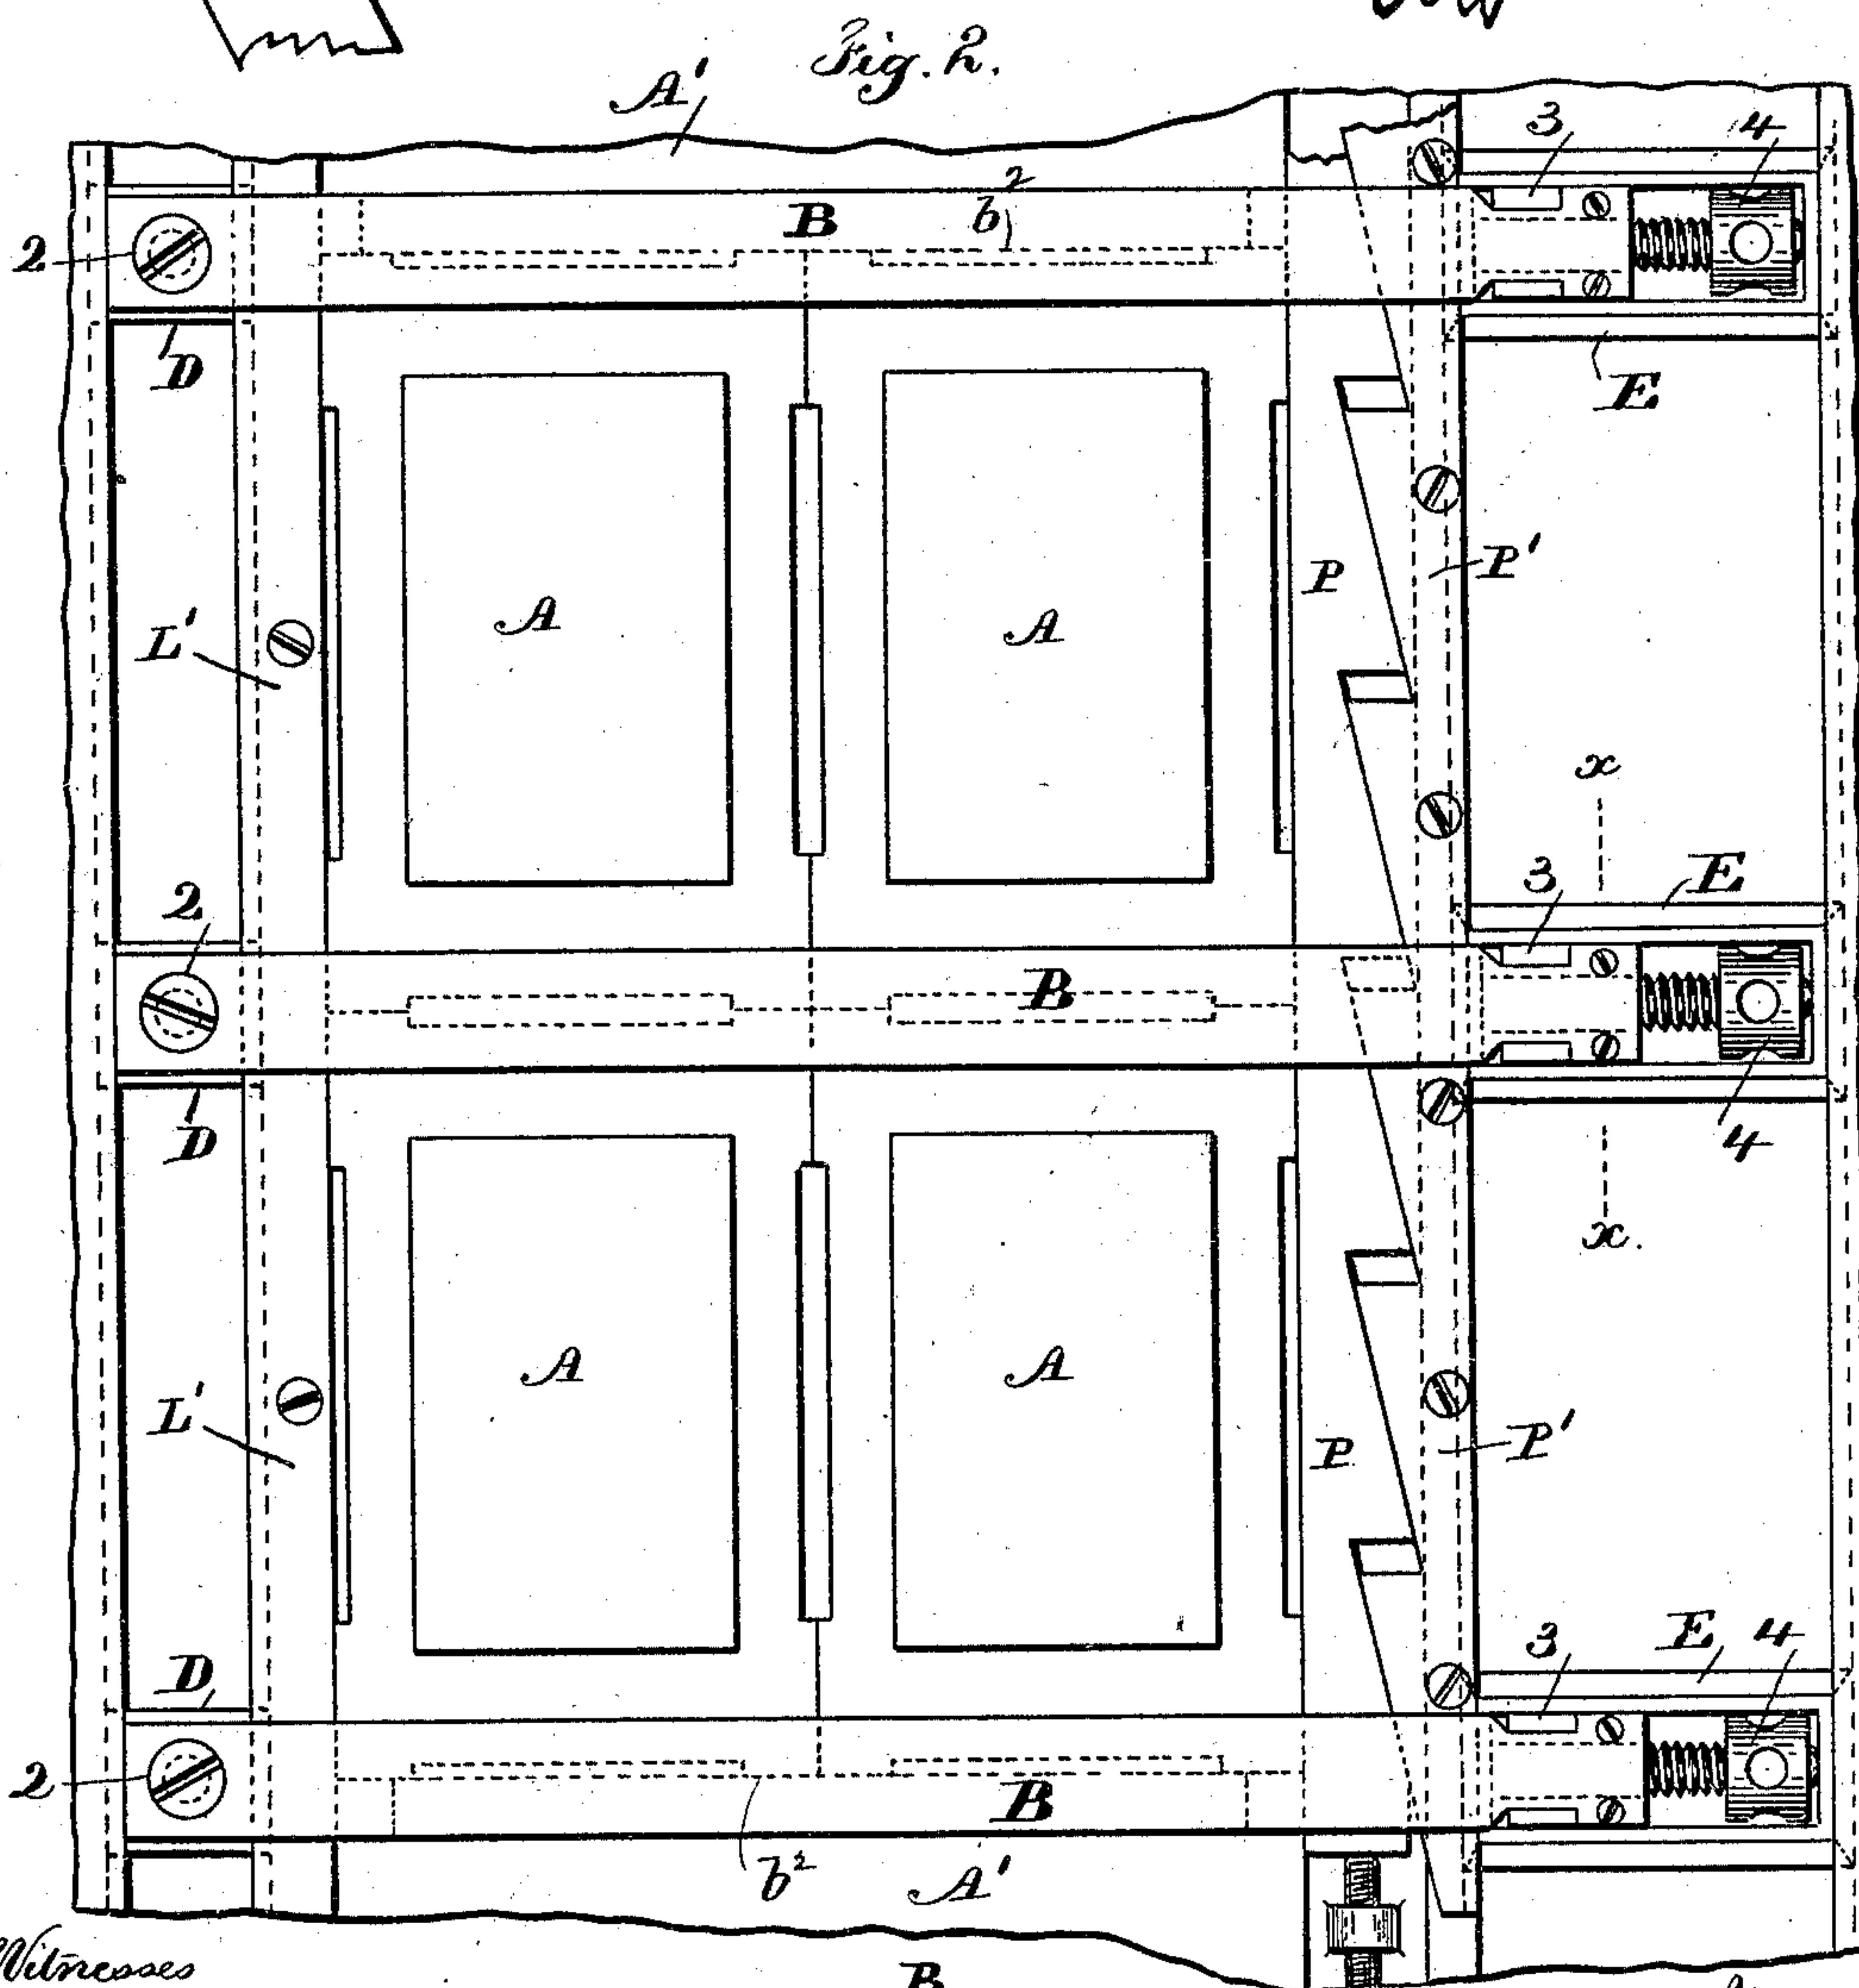 Fig. 2.
A'
3 4
2 B b2
D E
L' A A P P'
x
2 3 E
B
D 4
x.
L' A A P P'
D 3 E 4
2 B
b2 A'
Witnesses
B